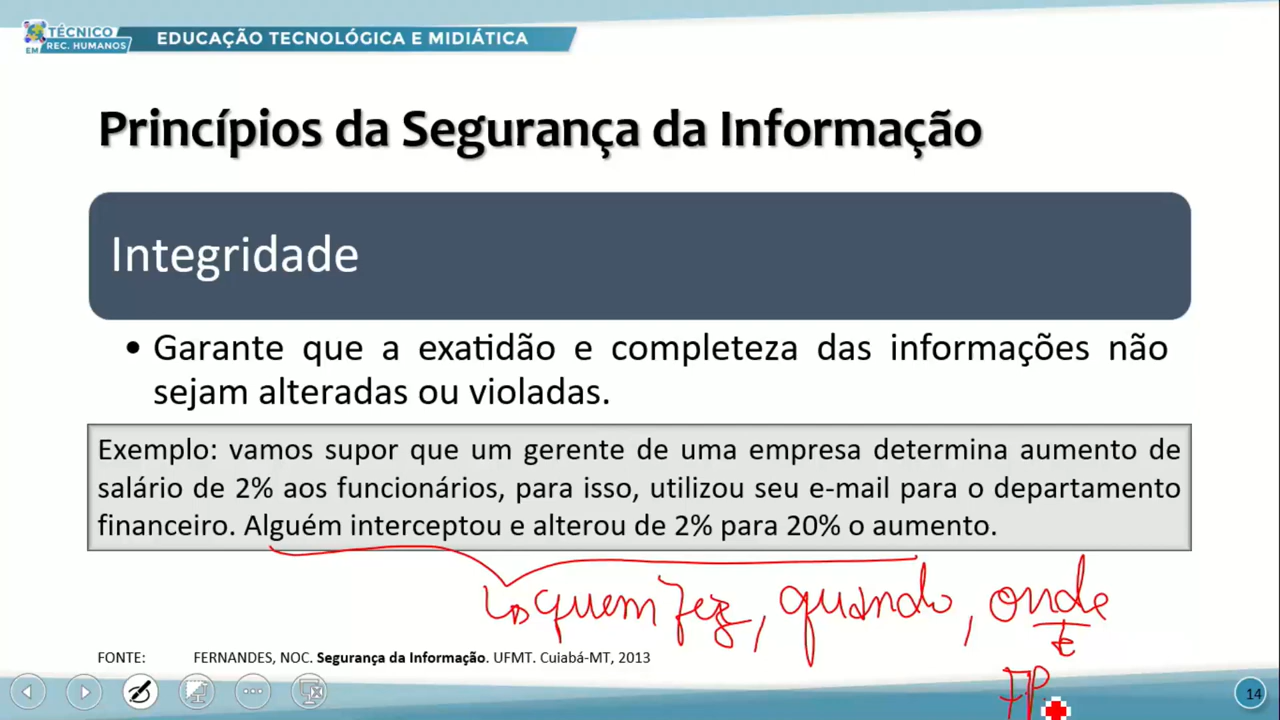 TÉCNICO
EM REC. HUMANOS
EDUCAÇÃO TECNOLÓGICA E MIDIÁTICA
Princípios da Segurança da Informação
Integridade
• Garante que a exatidão e completeza das informações não
sejam alteradas ou violadas.
Exemplo: vamos supor que um gerente de uma empresa determina aumento de
salário de 2% aos funcionários, para isso, utilizou seu e-mail para o departamento
financeiro. Alguém interceptou e alterou de 2% para 20% o aumento.
quem fez, quando, onde
IP
FONTE: FERNANDES, NOC. Segurança da Informação. UFMT. Cuiabá-MT, 2013
14